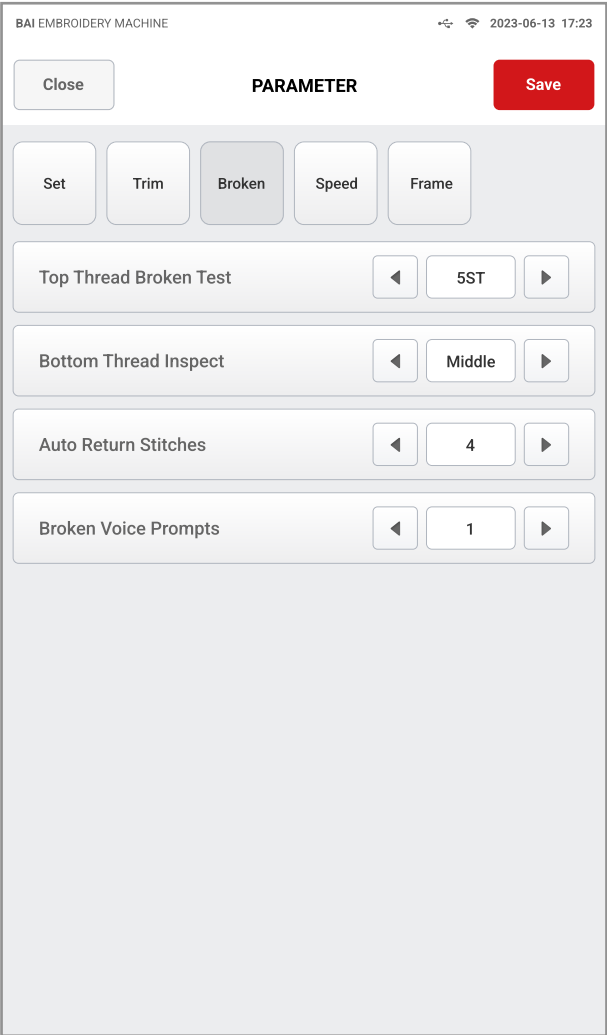 BAI EMBROIDERY MACHINE 2023-06-13 17:23
Close PARAMETER Save
Set Trim Broken Speed Frame
Top Thread Broken Test 5ST
Bottom Thread Inspect Middle
Auto Return Stitches 4
Broken Voice Prompts 1